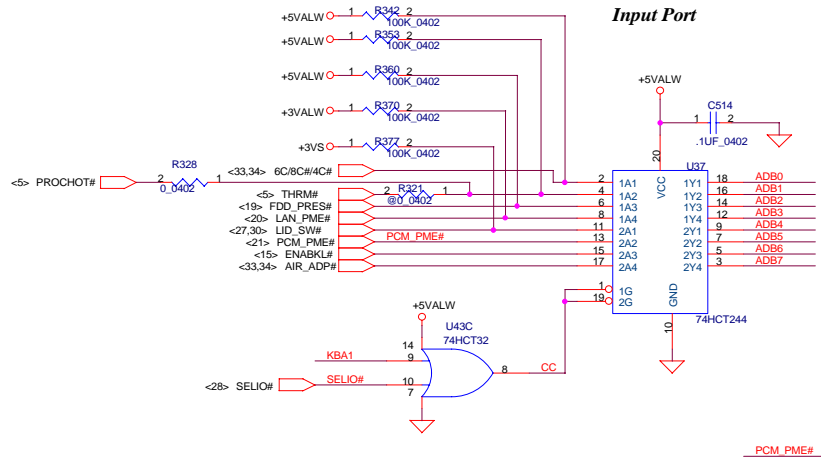 Input Port
+5VALW 1 R342 2
100K_0402
+5VALW 1 R353 2
100K_0402
+5VALW 1 R360 2
100K_0402
+3VALW 1 R370 2
100K_0402
+3VS 1 R377 2
100K_0402
+5VALW
C514
1 2
.1UF_0402
R328
<5> PROCHOT# 2 1
0_0402
<33,34> 6C/8C#/4C#
<5> THRM# 2 R321 1
@0_0402
<19> FDD_PRES#
<20> LAN_PME#
<27,30> LID_SW#
<21> PCM_PME# PCM_PME#
<15> ENABKL#
<33,34> AIR_ADP#
20 U37
VCC
2 1A1 1Y1 18 ADB0
4 1A2 1Y2 16 ADB1
6 1A3 1Y3 14 ADB2
8 1A4 1Y4 12 ADB3
11 2A1 2Y1 9 ADB4
13 2A2 2Y2 7 ADB5
15 2A3 2Y3 5 ADB6
17 2A4 2Y4 3 ADB7
1 1G
19 2G
GND
10
74HCT244
+5VALW
U43C
74HCT32
14
KBA1 9
8 CC
<28> SELIO# SELIO# 10
7
PCM_PME#